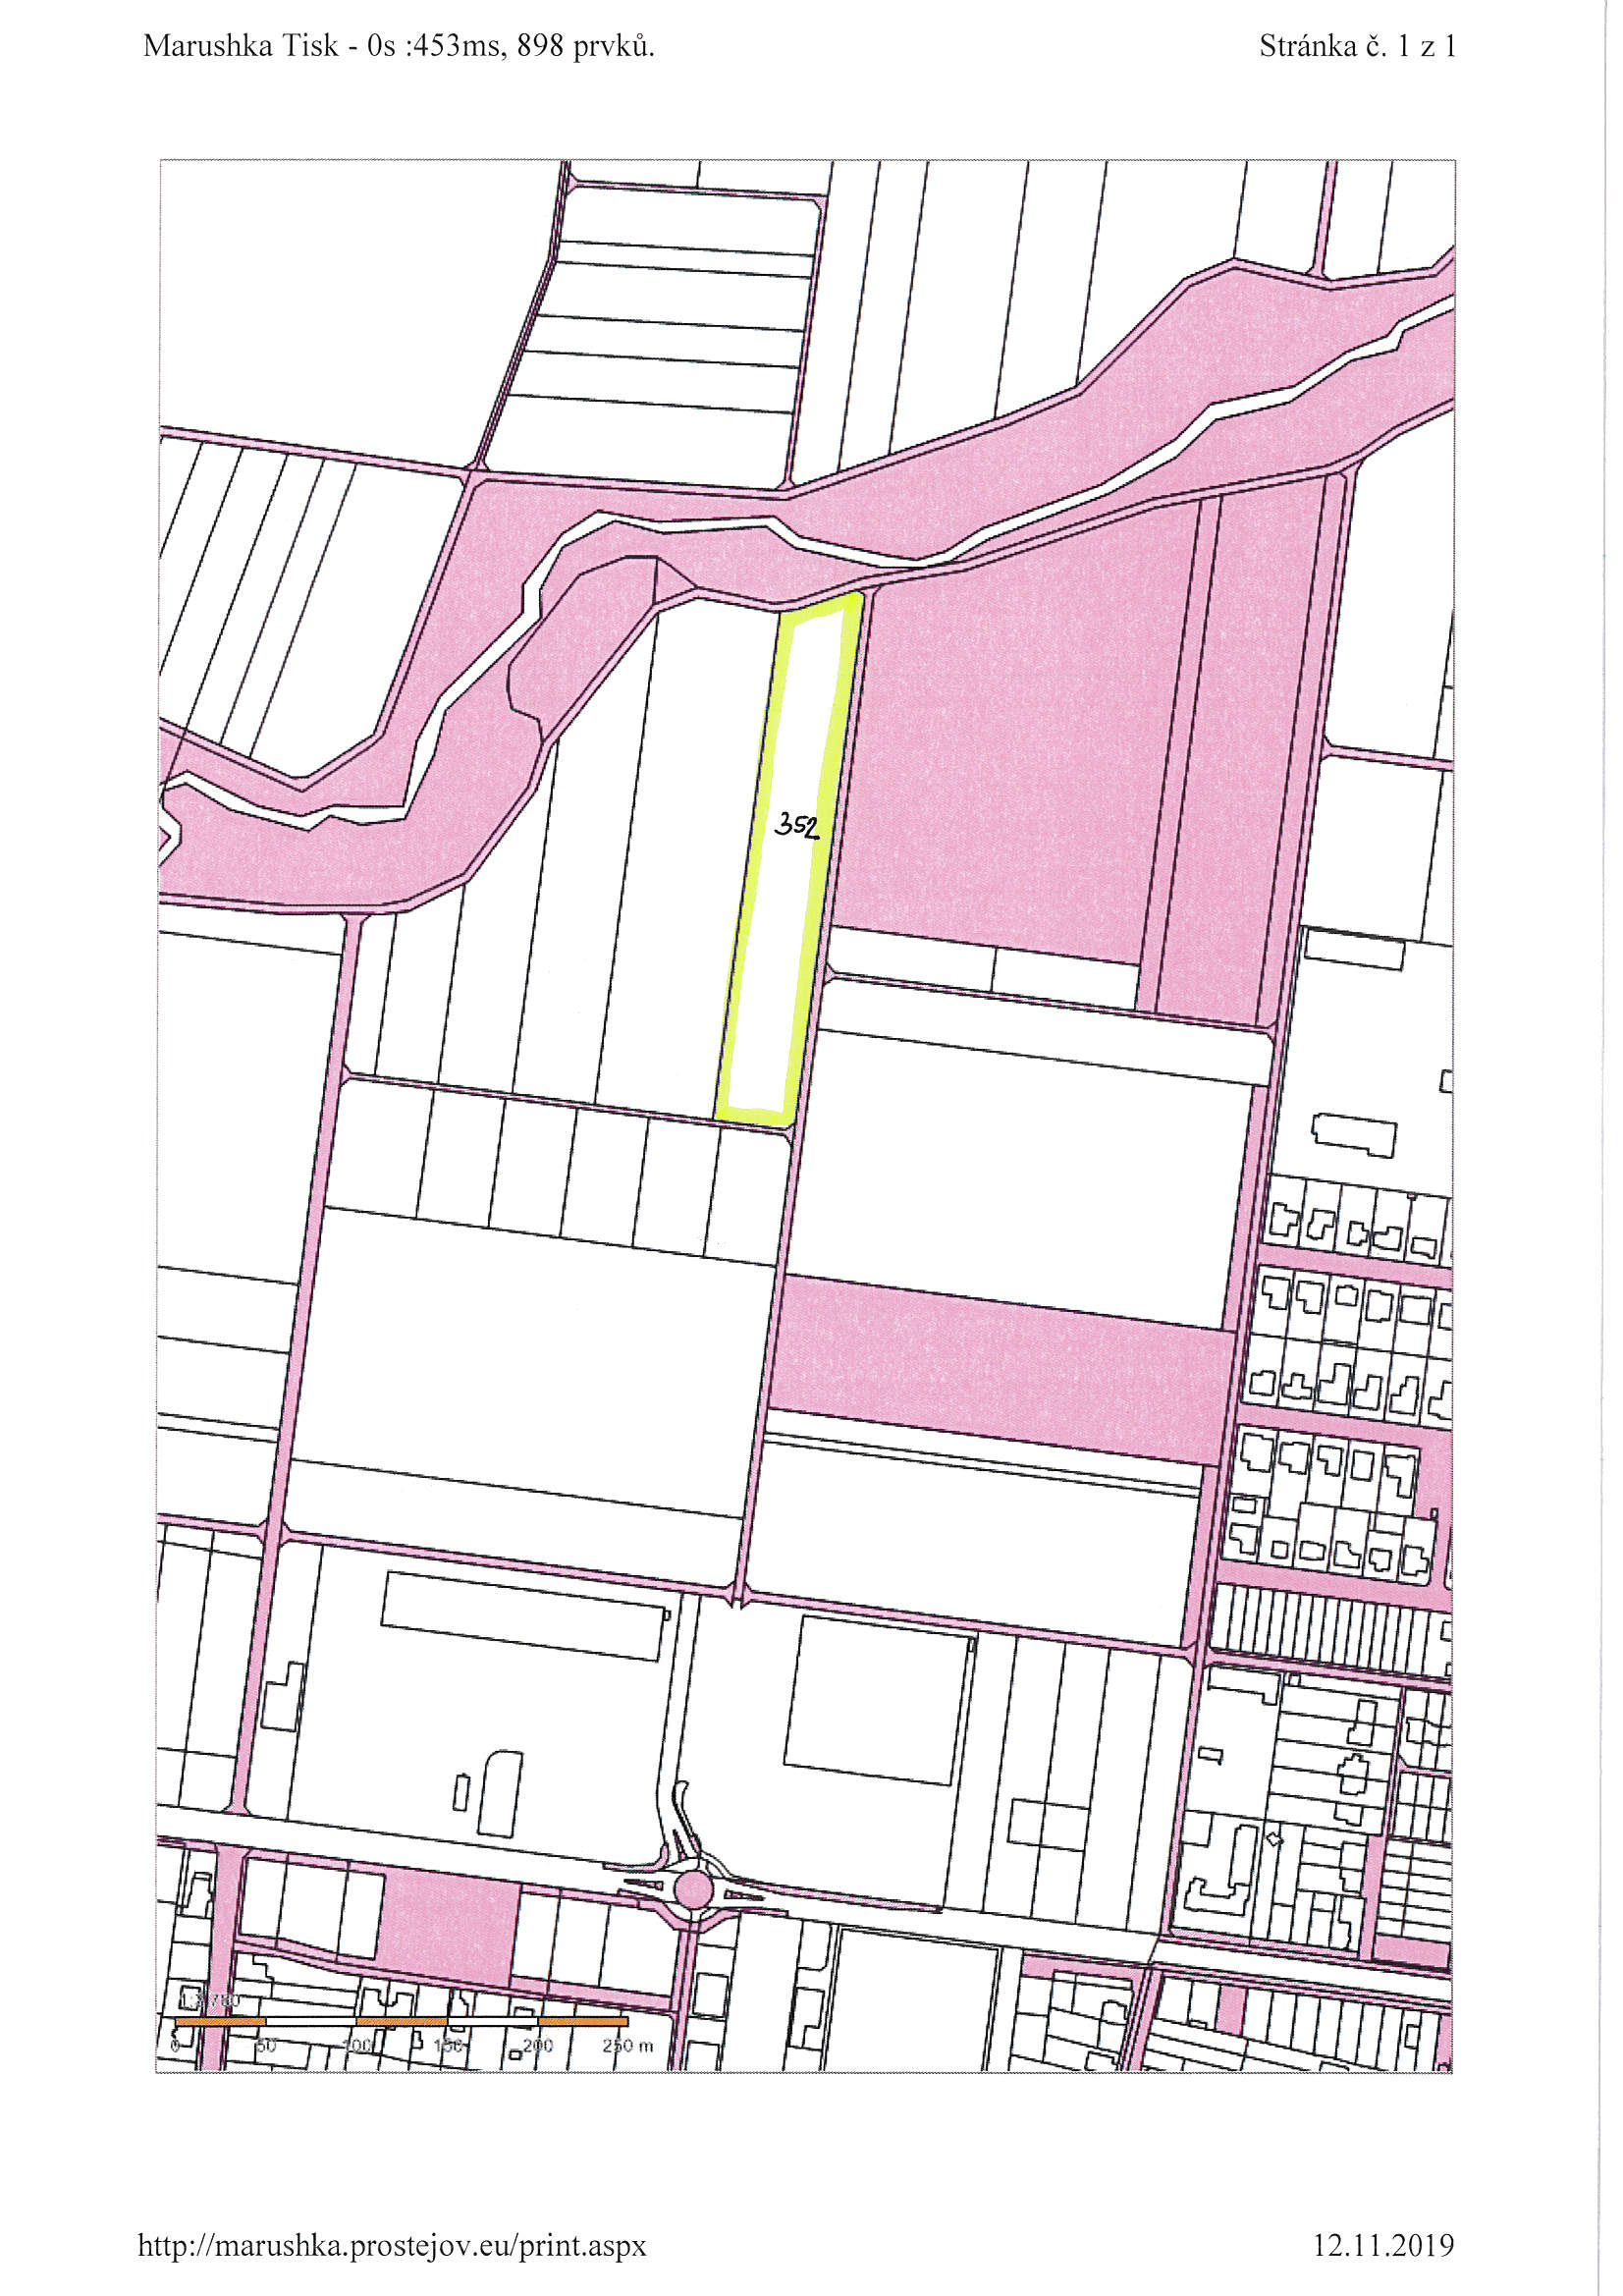 Marushka Tisk - 0s :453ms, 898 prvků.
Stránka č. 1 z 1
352
0 50 100 150 200 250 m
http://marushka.prostejov.eu/print.aspx
12.11.2019